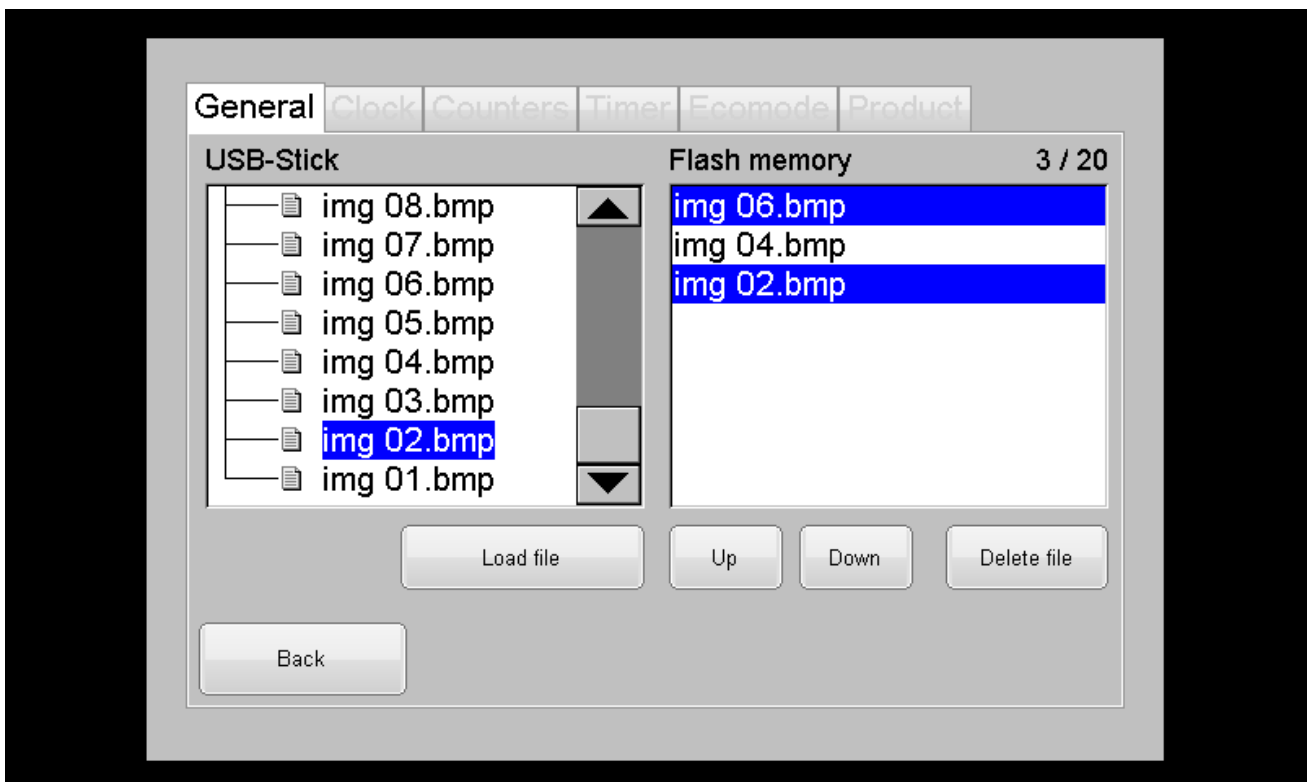 General Clock Counters Timer Ecomode Product
USB-Stick
img 08.bmp
img 07.bmp
img 06.bmp
img 05.bmp
img 04.bmp
img 03.bmp
img 02.bmp
img 01.bmp
Flash memory 3 / 20
img 06.bmp
img 04.bmp
img 02.bmp
Load file
Up
Down
Delete file
Back